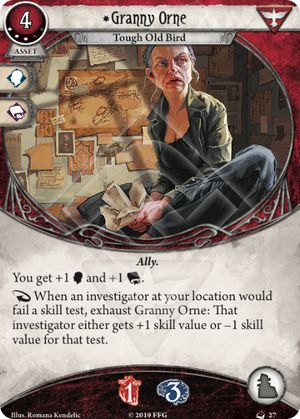 4
Granny Orne
ASSET
Tough Old Bird
Ally.
You get +1 and +1 .
When an investigator at your location would
fail a skill test, exhaust Granny Orne: That
investigator either gets +1 skill value or –1 skill
value for that test.
1
3
Illus. Romana Kendelic
© 2019 FFG
27